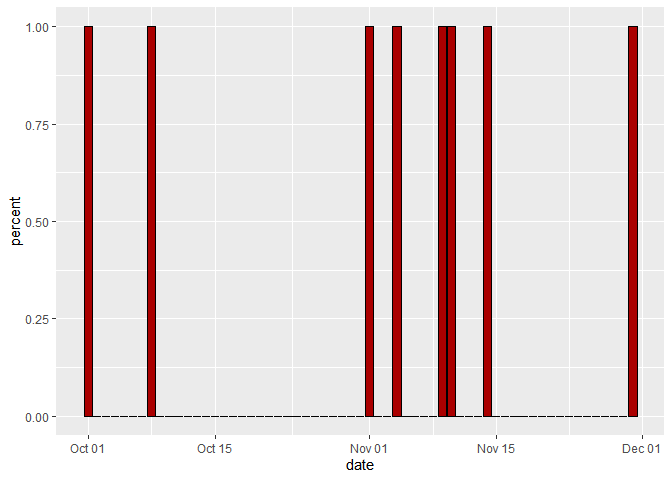 1.00
0.75
0.50
0.25
0.00
percent
Oct 01
Oct 15
Nov 01
Nov 15
Dec 01
date